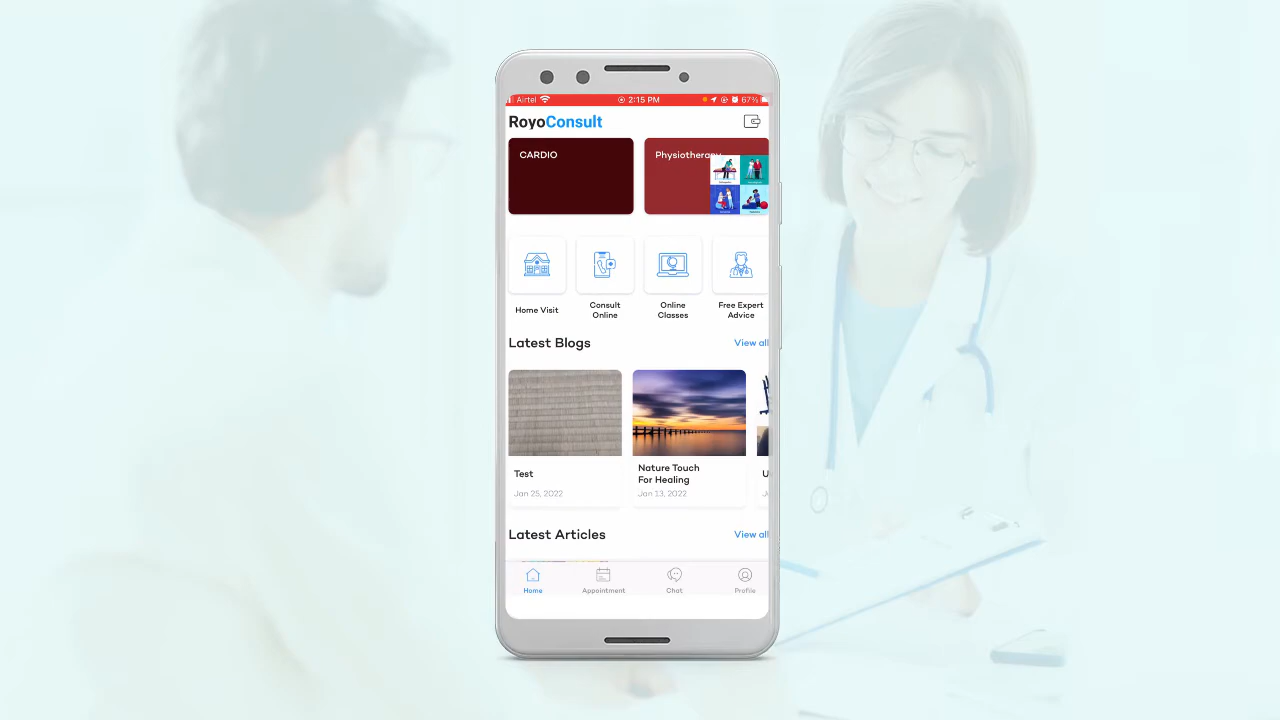 Airtel 2:15 PM 67%
RoyoConsult
CARDIO
Physiotherapy
Home Visit
Consult Online
Online Classes
Free Expert Advice
Latest Blogs View all
Test
Jan 25, 2022
Nature Touch
For Healing
Jan 13, 2022
Latest Articles View all
Home Appointment Chat Profile